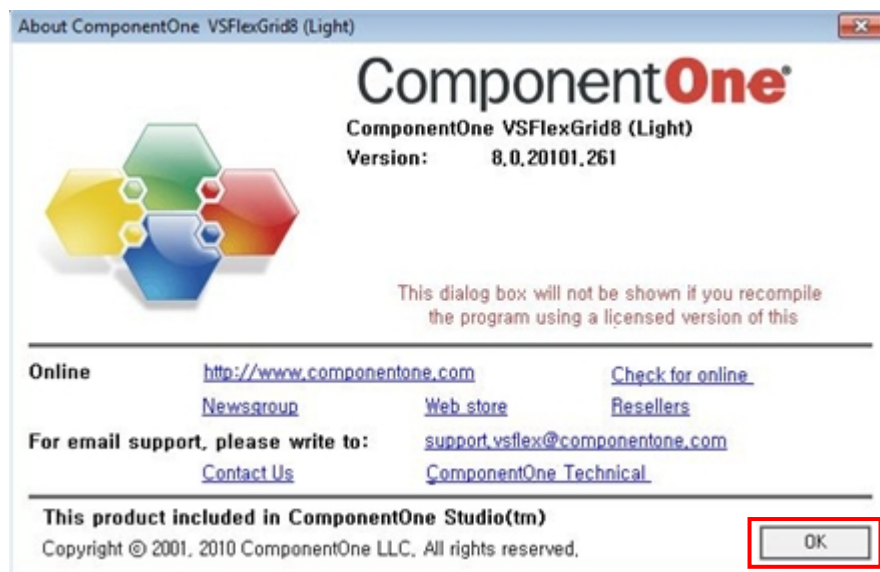 About ComponentOne VSFlexGrid8 (Light)
ComponentOne®
ComponentOne VSFlexGrid8 (Light)
Version: 8.0.20101.261
This dialog box will not be shown if you recompile
the program using a licensed version of this
Online http://www.componentone.com Check for online
Newsgroup Web store Resellers
For email support, please write to: support.vsflex@componentone.com
Contact Us ComponentOne Technical
This product included in ComponentOne Studio(tm)
Copyright © 2001, 2010 ComponentOne LLC. All rights reserved.
OK